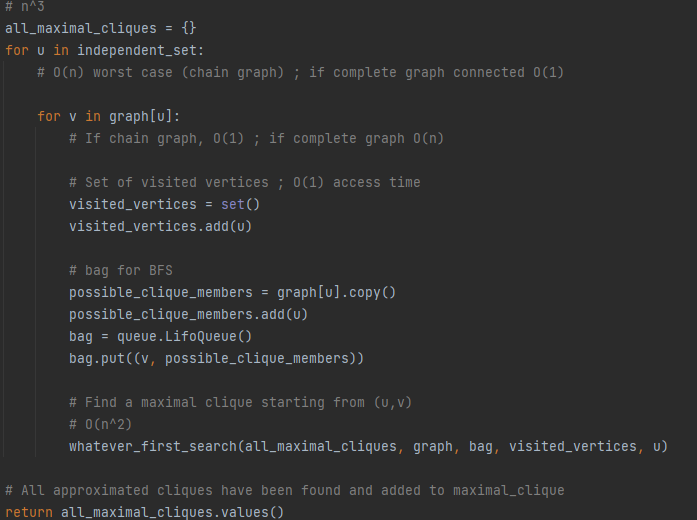 # n^3
all_maximal_cliques = {}
for u in independent_set:
# O(n) worst case (chain graph) ; if complete graph connected O(1)
for v in graph[u]:
# If chain graph, O(1) ; if complete graph O(n)
# Set of visited vertices ; O(1) access time
visited_vertices = set()
visited_vertices.add(u)
# bag for BFS
possible_clique_members = graph[u].copy()
possible_clique_members.add(u)
bag = queue.LifoQueue()
bag.put((v, possible_clique_members))
# Find a maximal clique starting from (u,v)
# O(n^2)
whatever_first_search(all_maximal_cliques, graph, bag, visited_vertices, u)
# All approximated cliques have been found and added to maximal_clique
return all_maximal_cliques.values()